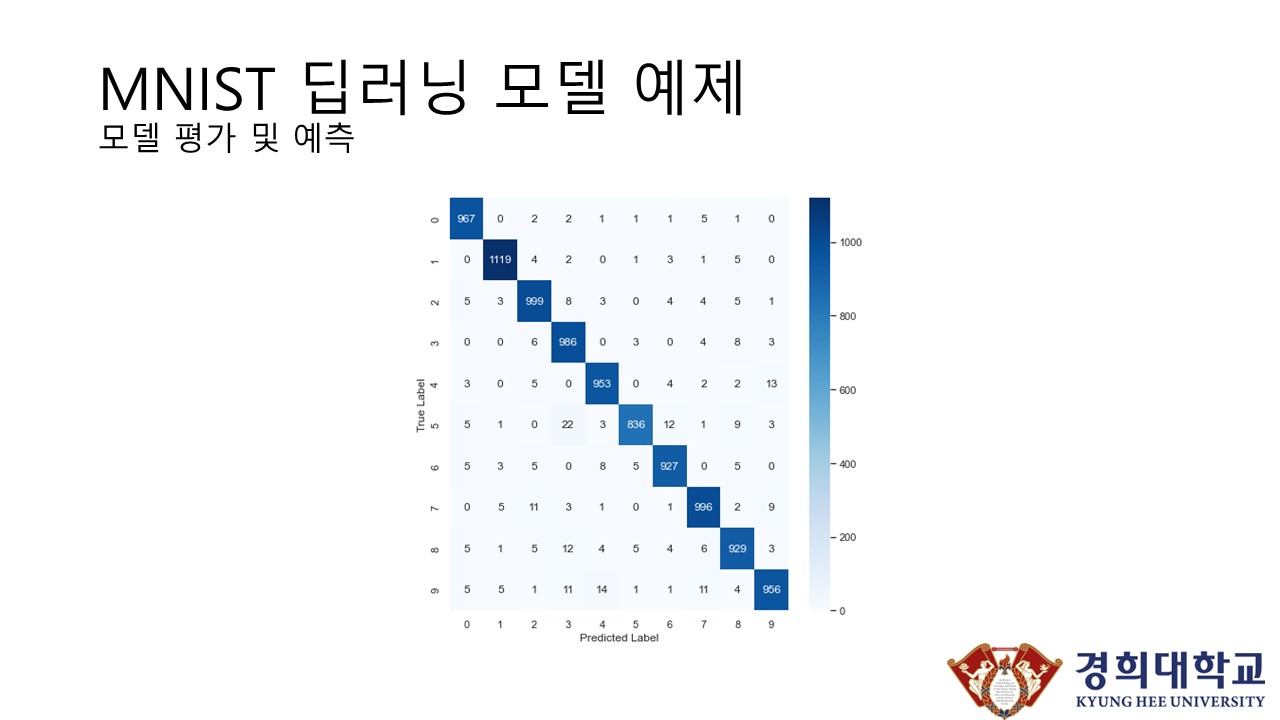 MNIST 딥러닝 모델 예제
모델 평가 및 예측
0 967 0 2 2 1 1 1 5 1 0
1 0 1119 4 2 0 1 3 1 5 0
2 5 3 999 8 3 0 4 4 5 1
3 0 0 6 986 0 3 0 4 8 3
4 3 0 5 0 953 0 4 2 2 13
5 5 1 0 22 3 836 12 1 9 3
6 5 3 5 0 8 5 927 0 5 0
7 0 5 11 3 1 0 1 996 2 9
8 5 1 5 12 4 5 4 6 929 3
9 5 5 1 11 14 1 1 11 4 956
0 1 2 3 4 5 6 7 8 9
True Label
Predicted Label
1000
800
600
400
200
0
경희대학교
KYUNG HEE UNIVERSITY